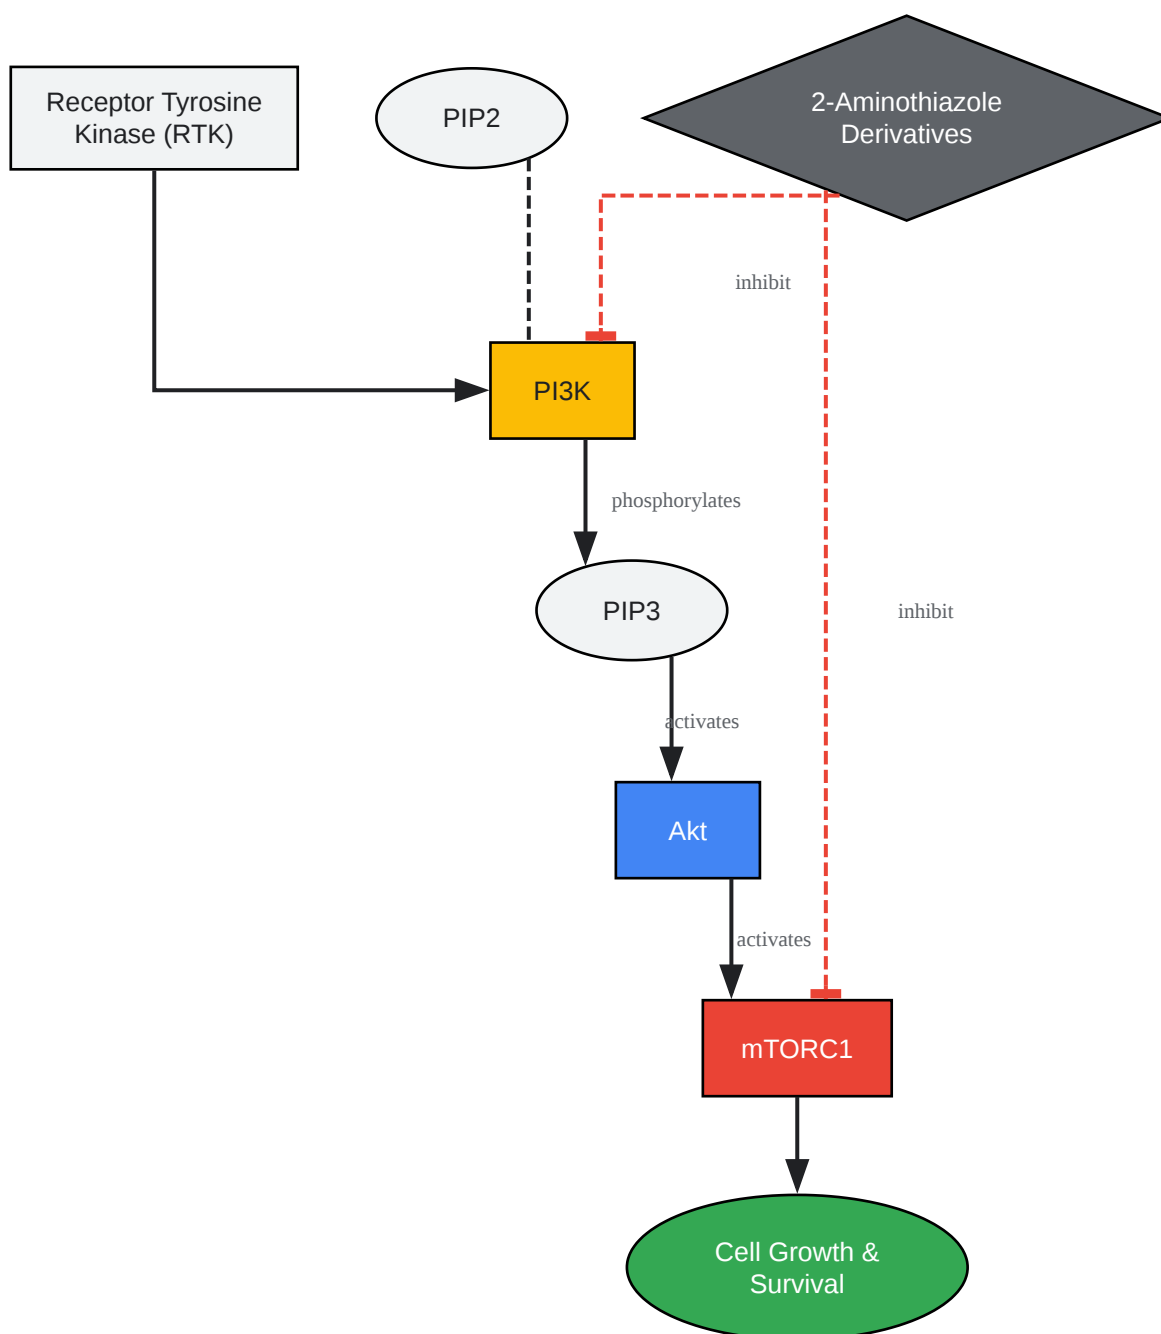 Receptor Tyrosine
Kinase (RTK)
PIP2
2-Aminothiazole
Derivatives
inhibit
PI3K
phosphorylates
PIP3
inhibit
activates
Akt
activates
mTORC1
Cell Growth &
Survival